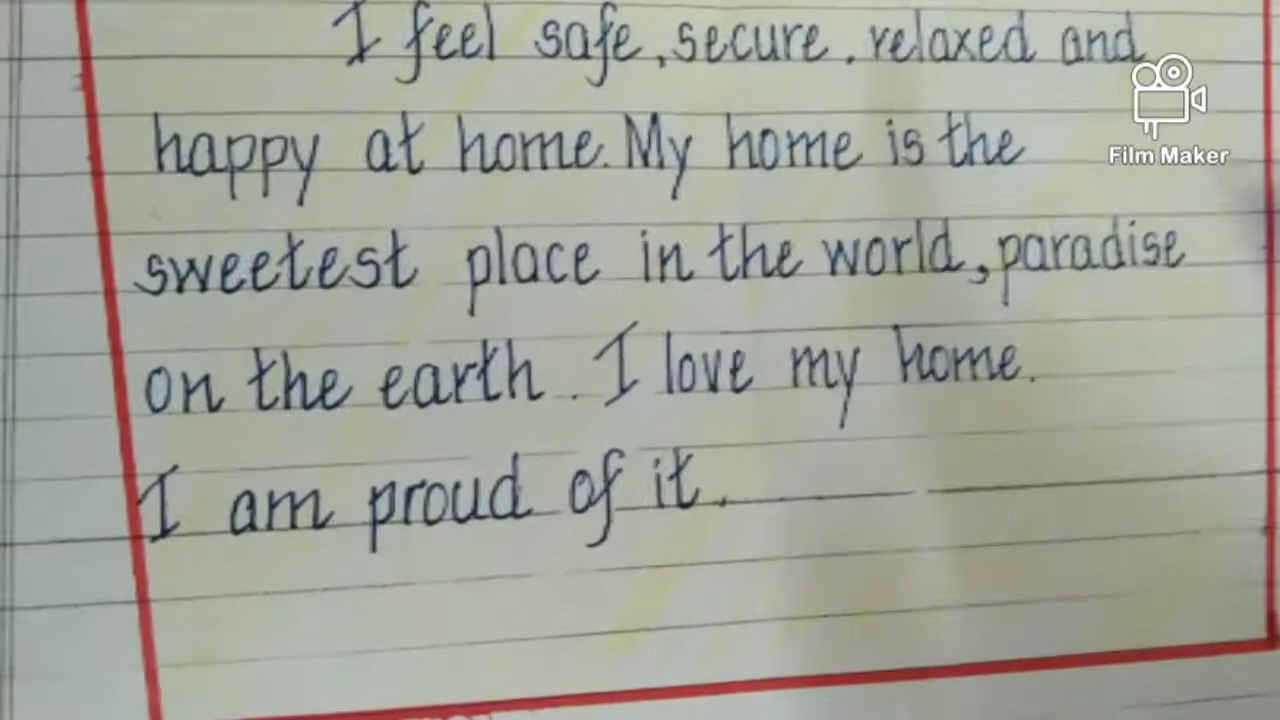 I feel safe, secure, relaxed and
happy at home. My home is the
sweetest place in the world, paradise
on the earth. I love my home.
I am proud of it.
Film Maker